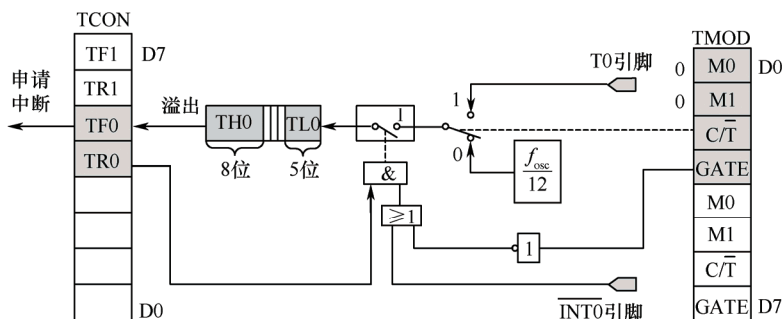 TCON
TMOD
TF1
D7
TR1
TF0
TR0
D0
申请
中断
溢出
TH0
TL0
8位
5位
1
&
≥1
1
0
T0引脚
fosc
12
1
INT0引脚
0
M0
D0
0
M1
C/T
GATE
M0
M1
C/T
GATE
D7